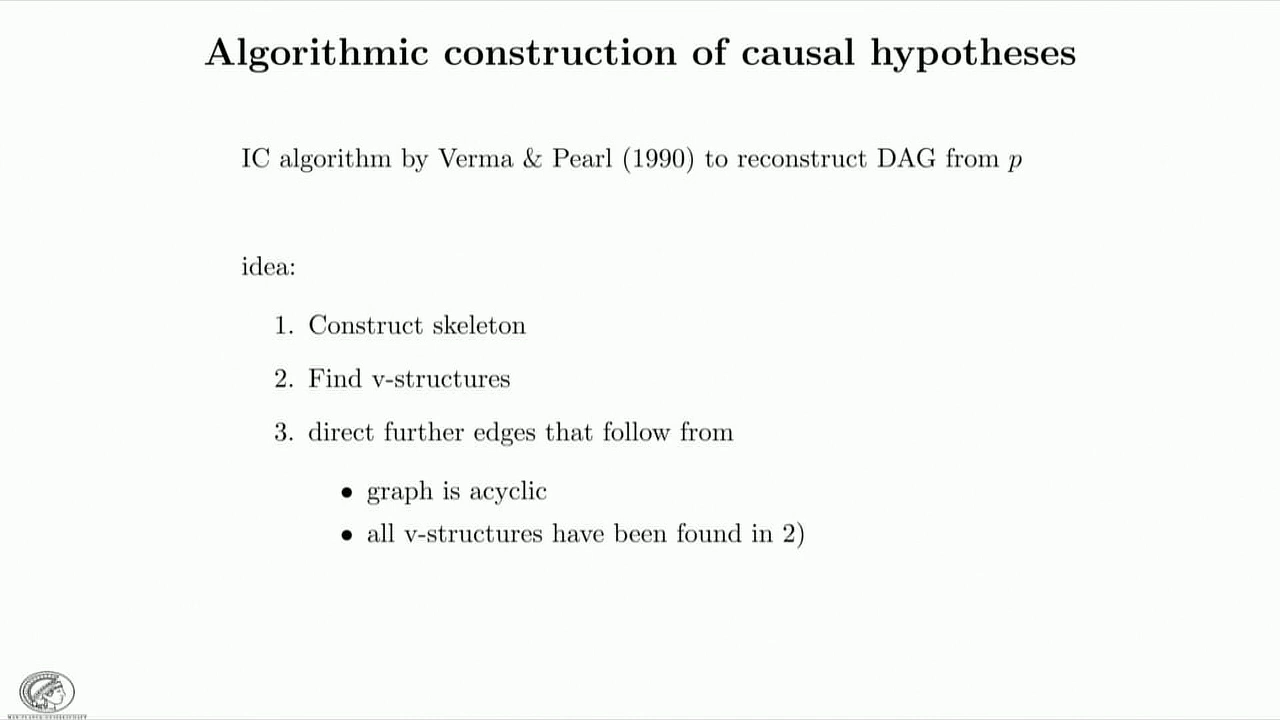 Algorithmic construction of causal hypotheses
IC algorithm by Verma & Pearl (1990) to reconstruct DAG from p
idea:
1. Construct skeleton
2. Find v-structures
3. direct further edges that follow from
• graph is acyclic
• all v-structures have been found in 2)